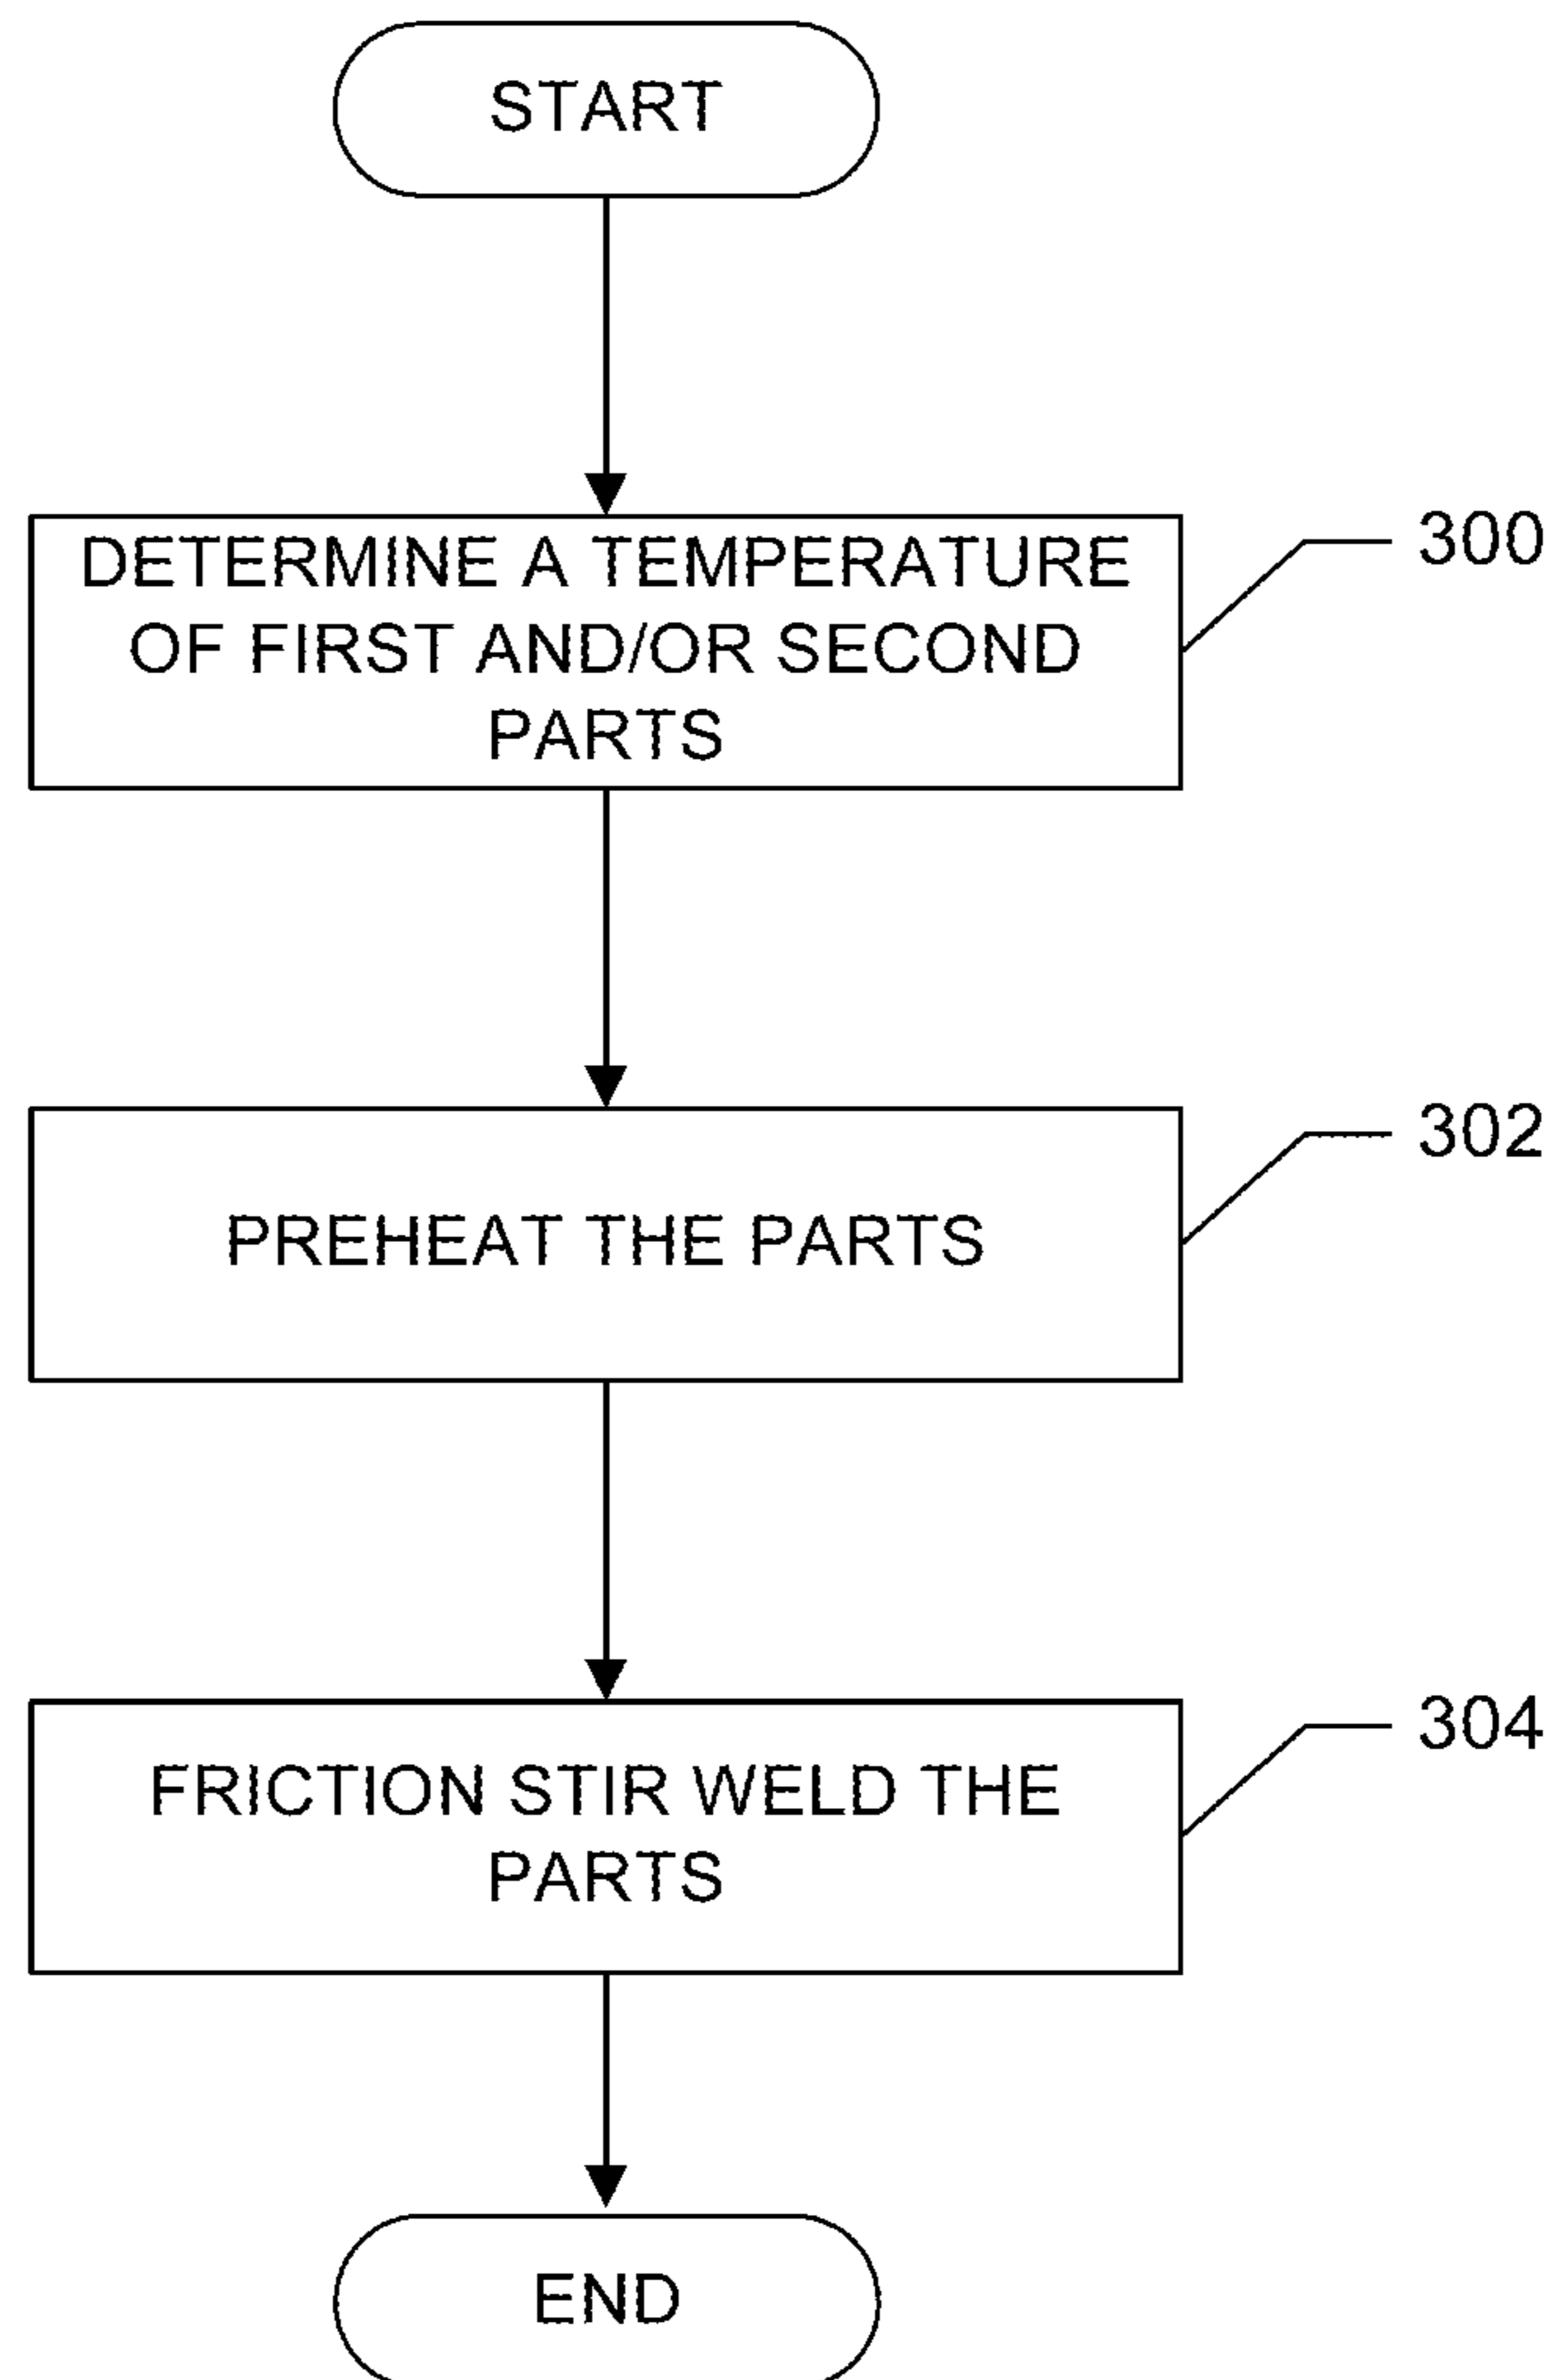 START
DETERMINE A TEMPERATURE
OF FIRST AND/OR SECOND
PARTS
300
PREHEAT THE PARTS
302
FRICTION STIR WELD THE
PARTS
304
END